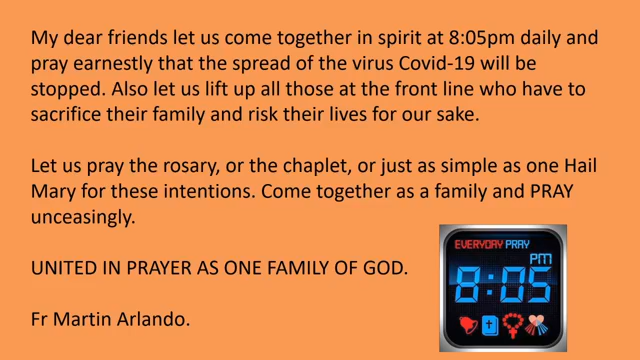 My dear friends let us come together in spirit at 8:05pm daily and
pray earnestly that the spread of the virus Covid-19 will be
stopped. Also let us lift up all those at the front line who have to
sacrifice their family and risk their lives for our sake.
Let us pray the rosary, or the chaplet, or just as simple as one Hail
Mary for these intentions. Come together as a family and PRAY
unceasingly.
UNITED IN PRAYER AS ONE FAMILY OF GOD.
Fr Martin Arlando.
EVERYDAY PRAY
PM
8:05